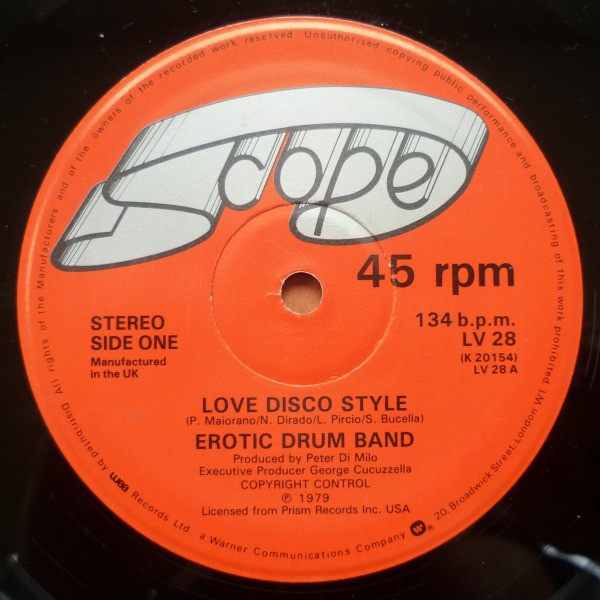 All rights of the Manufacturers and of the owners of the recorded work reserved Unauthorised copying public performance and broadcasting of this work prohibited
Scope
45 rpm
STEREO
SIDE ONE
Manufactured
in the UK
134 b.p.m.
LV 28
(K 20154)
LV 28 A
LOVE DISCO STYLE
(P. Maiorano/N. Dirado/L. Pircio/S. Bucella)
EROTIC DRUM BAND
Produced by Peter Di Milo
Executive Producer George Cucuzzella
COPYRIGHT CONTROL
℗ 1979
Licensed from Prism Records Inc. USA
Distributed by wea Records Ltd. a Warner Communications Company W ®. 20, Broadwick Street, London W1